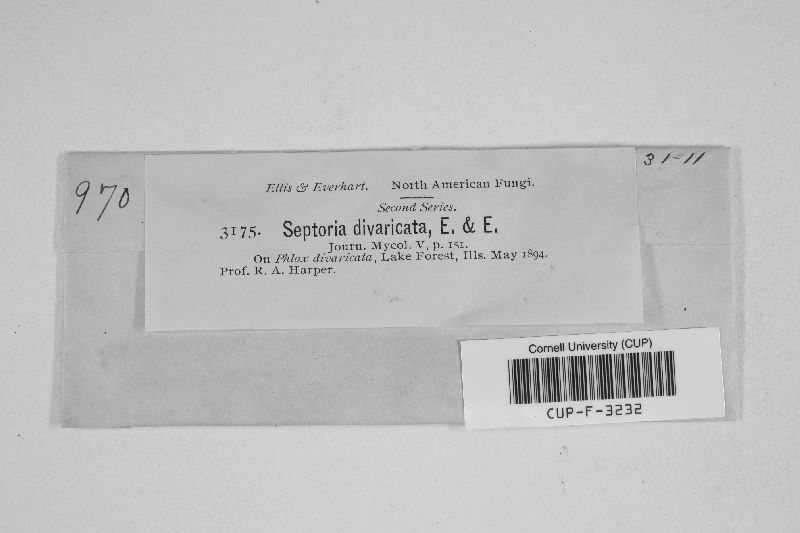 970
31-11
Ellis & Everhart. North American Fungi.
Second Series.
3175. Septoria divaricata, E. & E.
Journ. Mycol. V, p. 151.
On Phlox divaricata, Lake Forest, Ills. May 1894.
Prof. R. A. Harper.
Cornell University (CUP)
CUP-F-3232